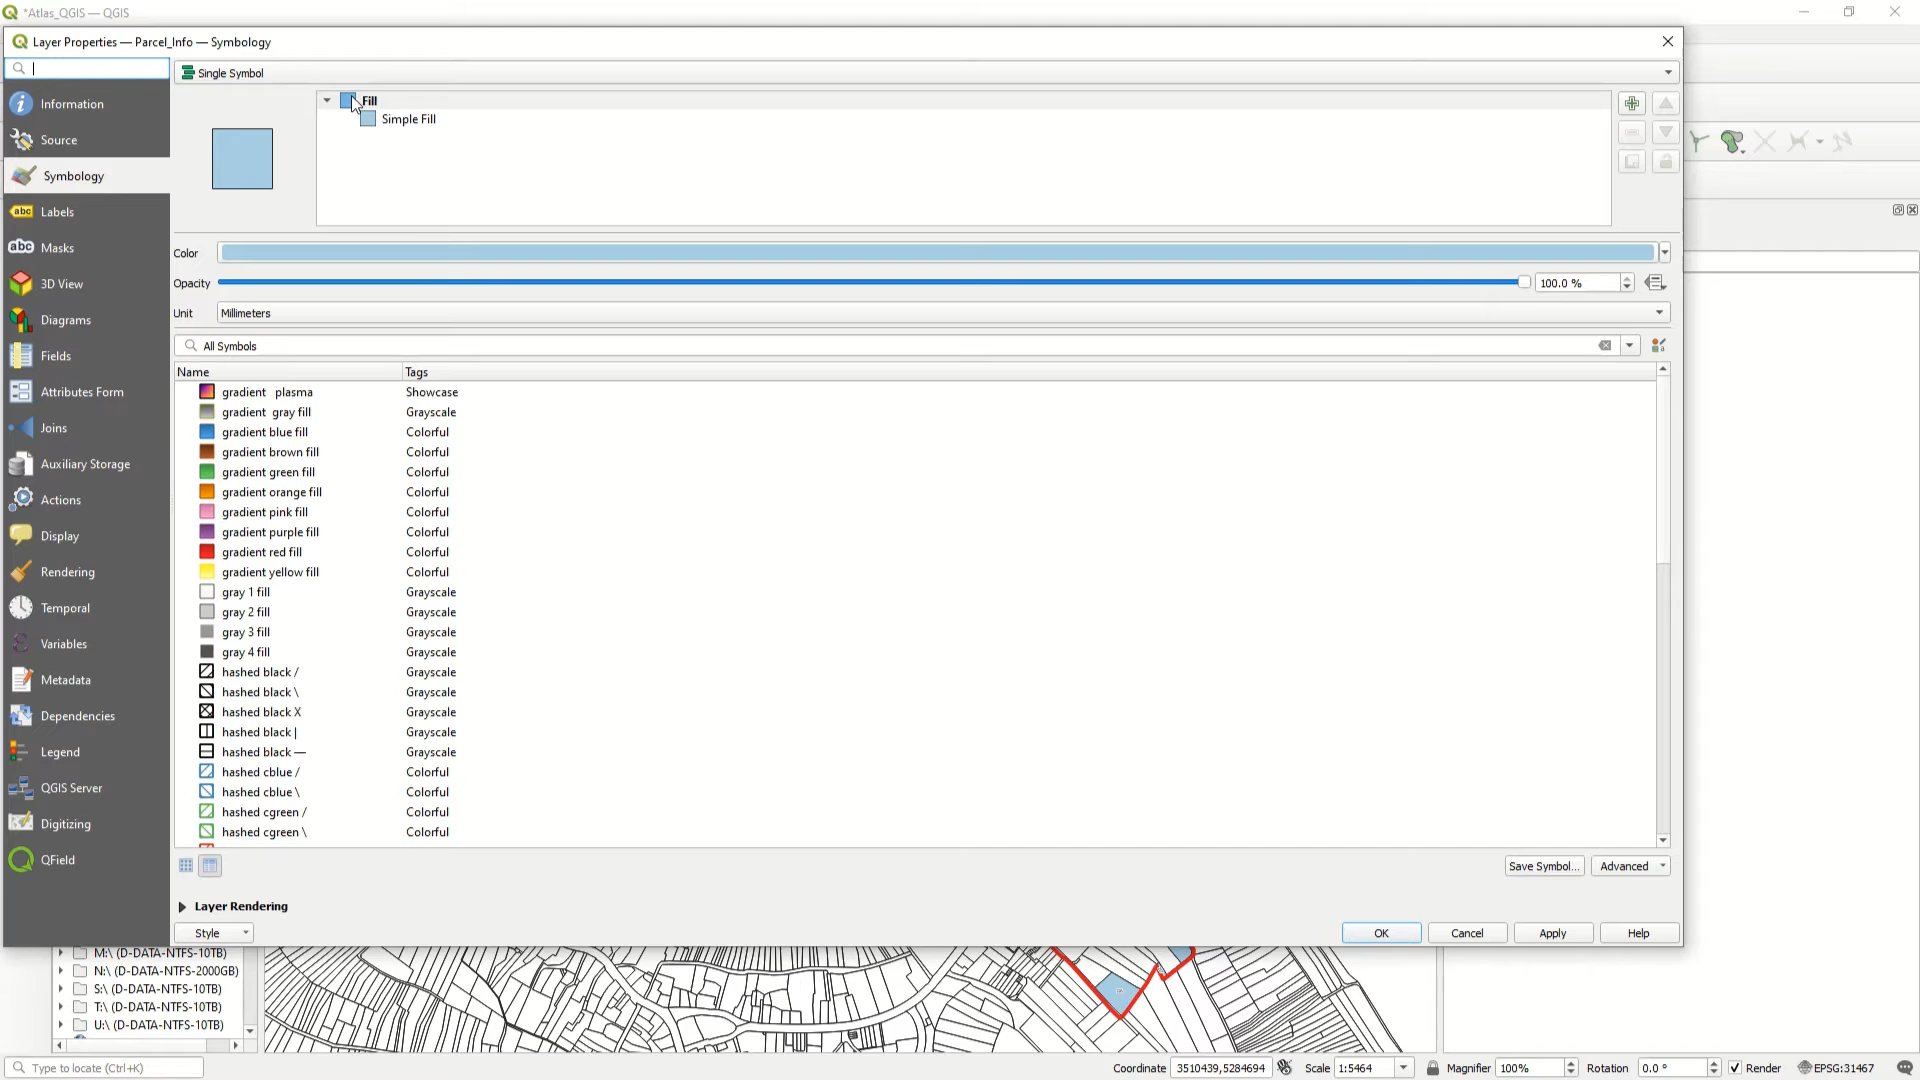 *Atlas_QGIS — QGIS
Layer Properties — Parcel_Info — Symbology
Single Symbol
Information
Source
Symbology
Labels
Masks
3D View
Diagrams
Fields
Attributes Form
Joins
Auxiliary Storage
Actions
Display
Rendering
Temporal
Variables
Metadata
Dependencies
Legend
QGIS Server
Digitizing
QField
Fill
Simple Fill
Color
Opacity
100.0 %
Unit
Millimeters
All Symbols
Name Tags
gradient plasma Showcase
gradient gray fill Grayscale
gradient blue fill Colorful
gradient brown fill Colorful
gradient green fill Colorful
gradient orange fill Colorful
gradient pink fill Colorful
gradient purple fill Colorful
gradient red fill Colorful
gradient yellow fill Colorful
gray 1 fill Grayscale
gray 2 fill Grayscale
gray 3 fill Grayscale
gray 4 fill Grayscale
hashed black / Grayscale
hashed black \ Grayscale
hashed black X Grayscale
hashed black | Grayscale
hashed black — Grayscale
hashed cblue / Colorful
hashed cblue \ Colorful
hashed cgreen / Colorful
hashed cgreen \ Colorful
Save Symbol... Advanced
Layer Rendering
Style
OK Cancel Apply Help
M:\ (D-DATA-NTFS-10TB)
N:\ (D-DATA-NTFS-2000GB)
S:\ (D-DATA-NTFS-10TB)
T:\ (D-DATA-NTFS-10TB)
U:\ (D-DATA-NTFS-10TB)
Type to locate (Ctrl+K) Coordinate 3510439,5284694 Scale 1:5464 Magnifier 100% Rotation 0.0 ° Render EPSG:31467